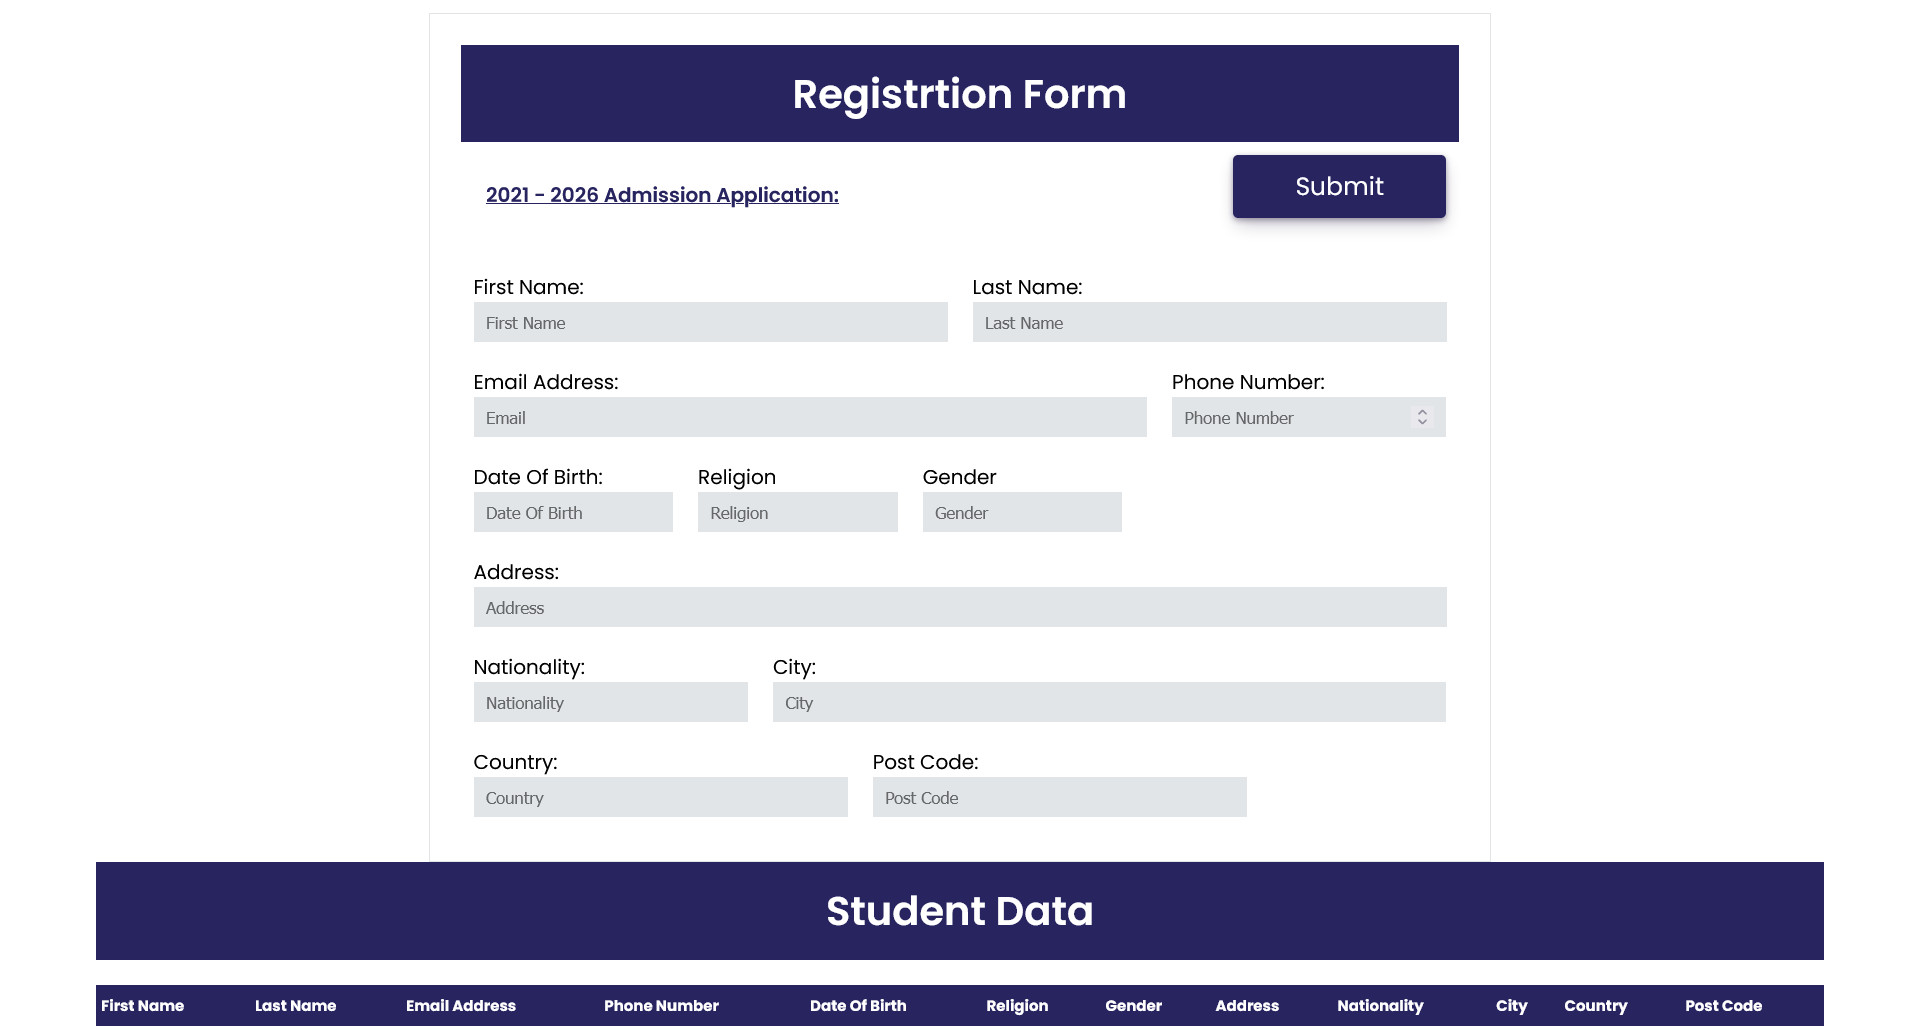 Registrtion Form
2021 - 2026 Admission Application:
Submit
First Name:
Last Name:
First Name
Last Name
Email Address:
Phone Number:
Email
Phone Number
Date Of Birth:
Religion
Gender
Date Of Birth
Religion
Gender
Address:
Address
Nationality:
City:
Nationality
City
Country:
Post Code:
Country
Post Code
Student Data
First Name Last Name Email Address Phone Number Date Of Birth Religion Gender Address Nationality City Country Post Code